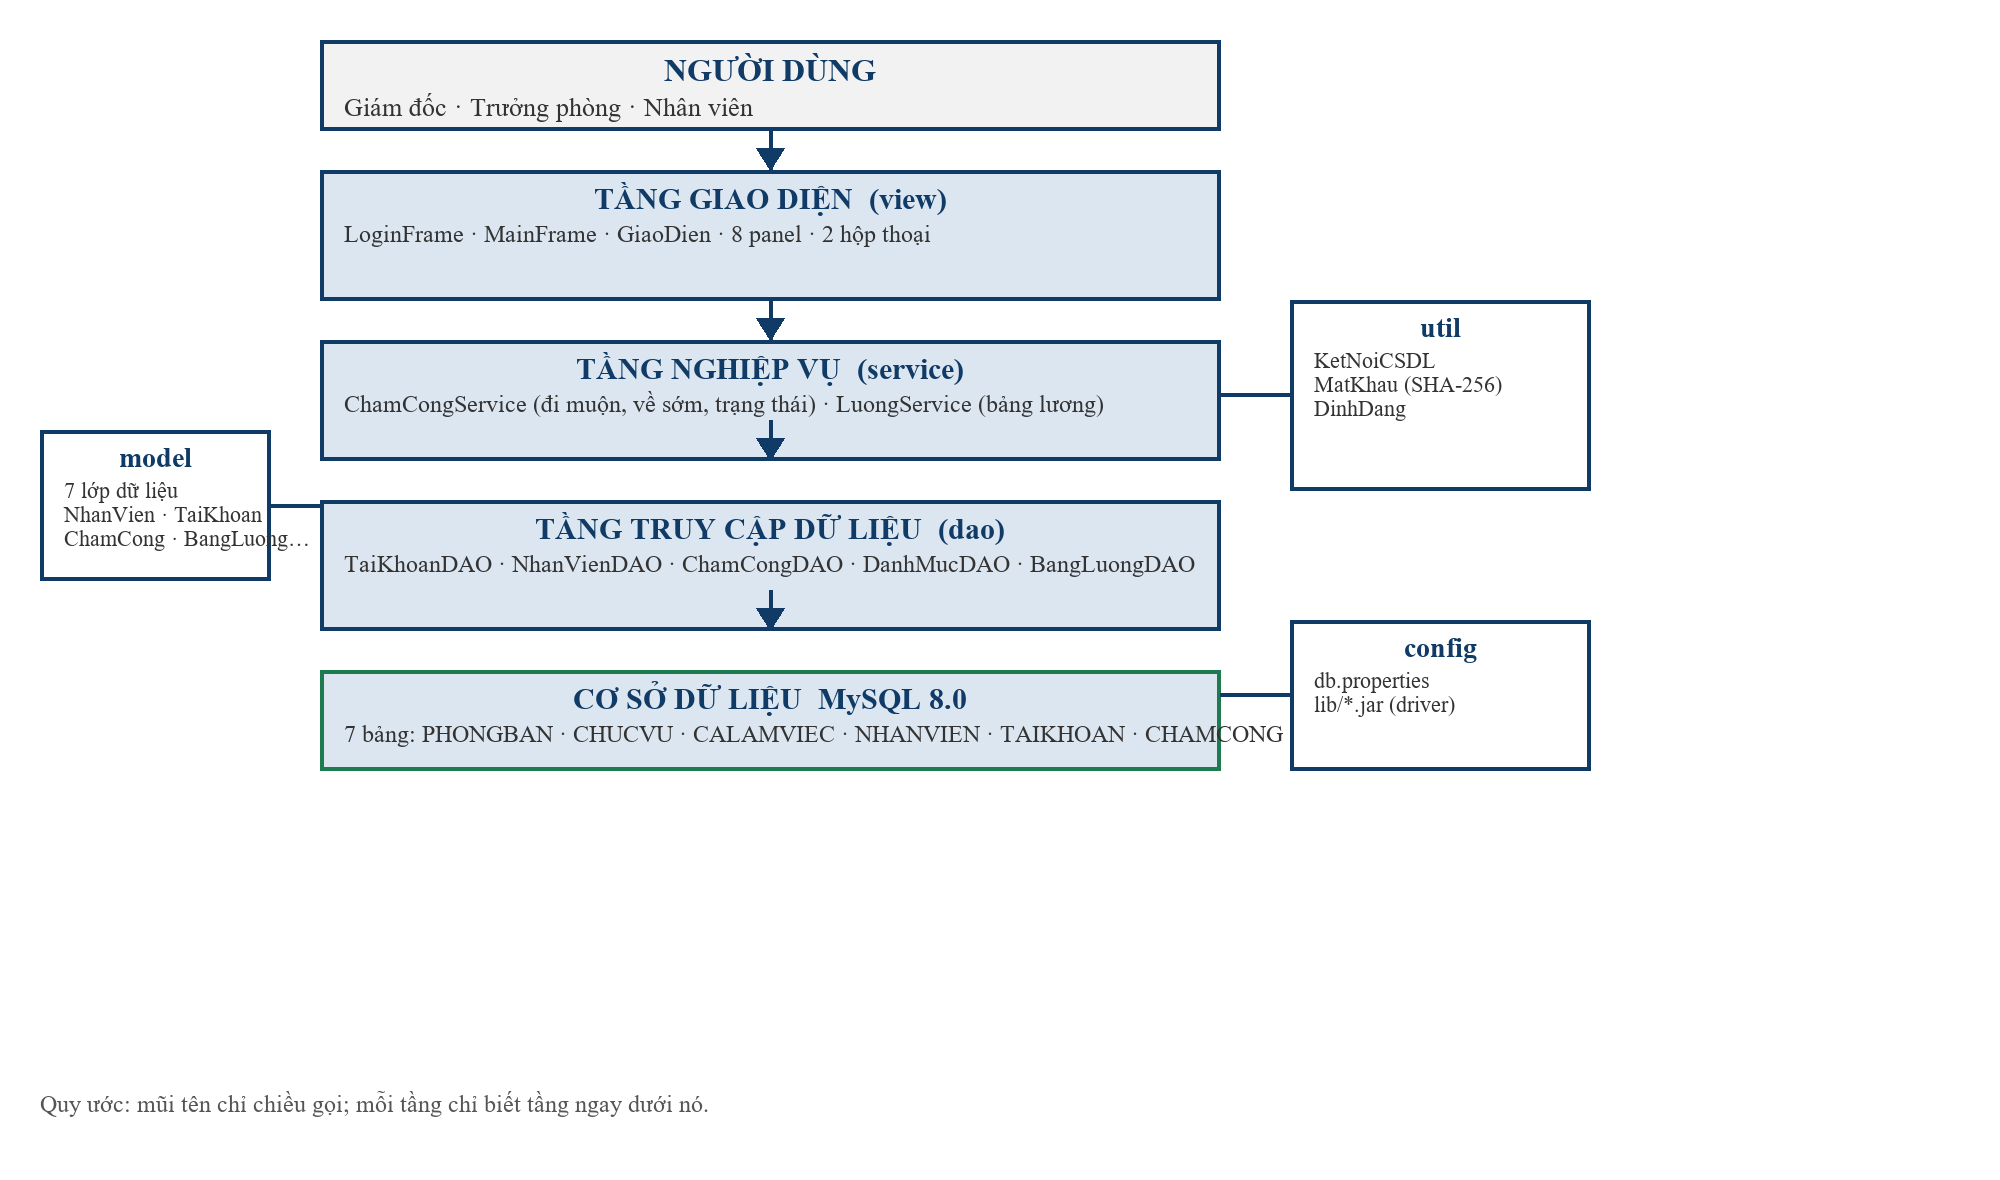 NGƯỜI DÙNG
Giám đốc · Trưởng phòng · Nhân viên
TẦNG GIAO DIỆN (view)
LoginFrame · MainFrame · GiaoDien · 8 panel · 2 hộp thoại
TẦNG NGHIỆP VỤ (service)
ChamCongService (đi muộn, về sớm, trạng thái) · LuongService (bảng lương)
util
KetNoiCSDL
MatKhau (SHA-256)
DinhDang
model
7 lớp dữ liệu
NhanVien · TaiKhoan
ChamCong · BangLuong…
TẦNG TRUY CẬP DỮ LIỆU (dao)
TaiKhoanDAO · NhanVienDAO · ChamCongDAO · DanhMucDAO · BangLuongDAO
CƠ SỞ DỮ LIỆU MySQL 8.0
7 bảng: PHONGBAN · CHUCVU · CALAMVIEC · NHANVIEN · TAIKHOAN · CHAMCONG
config
db.properties
lib/*.jar (driver)
Quy ước: mũi tên chỉ chiều gọi; mỗi tầng chỉ biết tầng ngay dưới nó.